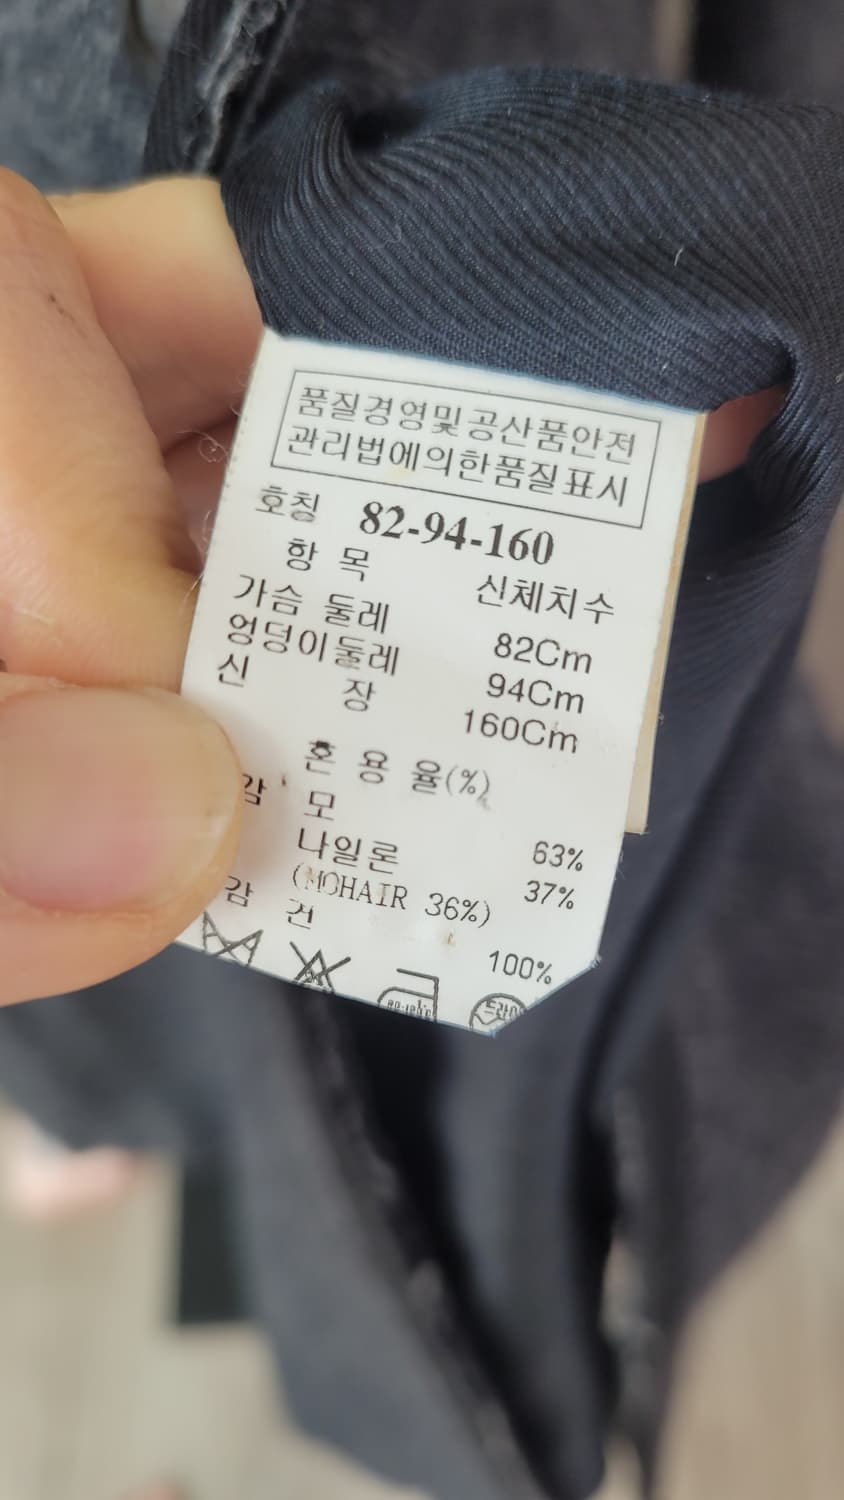 품질경영및공산품안전
관리법에의한품질표시
호칭 82-94-160
항 목 신체치수
가슴 둘레 82Cm
엉덩이둘레 94Cm
신 장 160Cm
혼 용 율(%)
감 모 63%
나일론 37%
(MOHAIR 36%)
감 건 100%